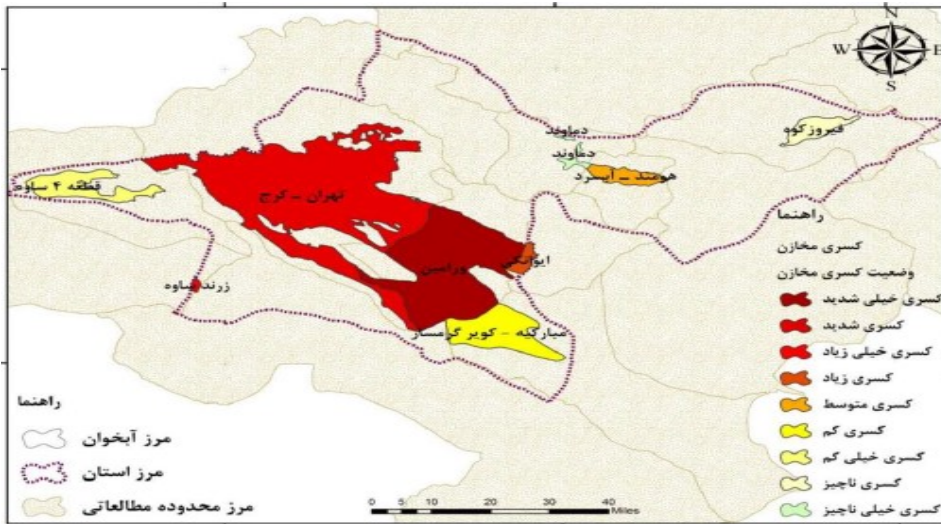 N
W E
S
دماوند
فیروزکوه
دماوند
هومند - آبسرد
قطعه ۴ ساوه
تهران - کرج
ایوانکی
ورامین
زرند ساوه
مبارکیه - کویر گرمسار
راهنما
کسری مخازن
وضعیت کسری مخازن
کسری خیلی شدید
کسری شدید
کسری خیلی زیاد
کسری زیاد
کسری متوسط
کسری کم
کسری خیلی کم
کسری ناچیز
کسری خیلی ناچیز
راهنما
مرز آبخوان
مرز استان
مرز محدوده مطالعاتی
0 5 10 20 30 40
Miles